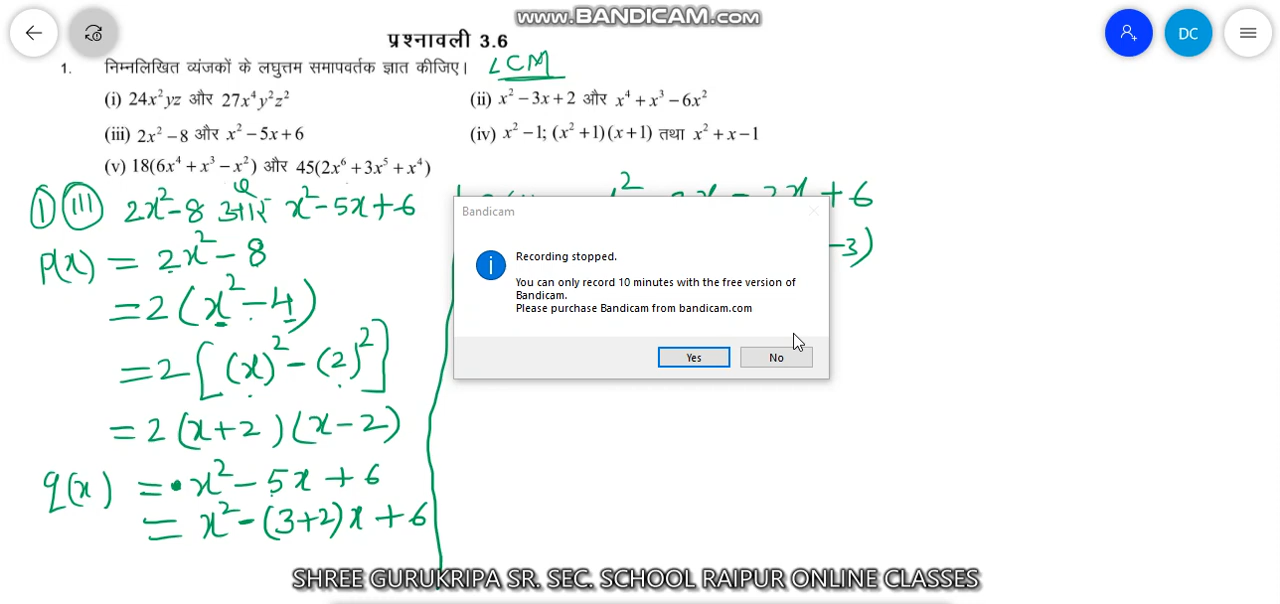 www.BANDICAM.com
DC
प्रश्नावली 3.6
1. निम्नलिखित व्यंजकों के लघुत्तम समापवर्तक ज्ञात कीजिए। LCM
(i) 24x²yz और 27x⁴y²z²
(ii) x² – 3x + 2 और x⁴ + x³ – 6x²
(iii) 2x² – 8 और x² – 5x + 6
(iv) x² – 1; (x² + 1)(x + 1) तथा x² + x – 1
(v) 18(6x⁴ + x³ – x²) और 45(2x⁶ + 3x⁵ + x⁴)
① (III) 2x² – 8 और x² – 5x + 6
p(x) = 2x² – 8
= 2(x² – 4)
= 2[(x)² – (2)²]
= 2(x+2)(x–2)
q(x) = x² – 5x + 6
= x² – (3+2)x + 6
+ 6
–3)
Bandicam
Recording stopped.
You can only record 10 minutes with the free version of
Bandicam.
Please purchase Bandicam from bandicam.com
Yes
No
SHREE GURUKRIPA SR. SEC. SCHOOL RAIPUR ONLINE CLASSES